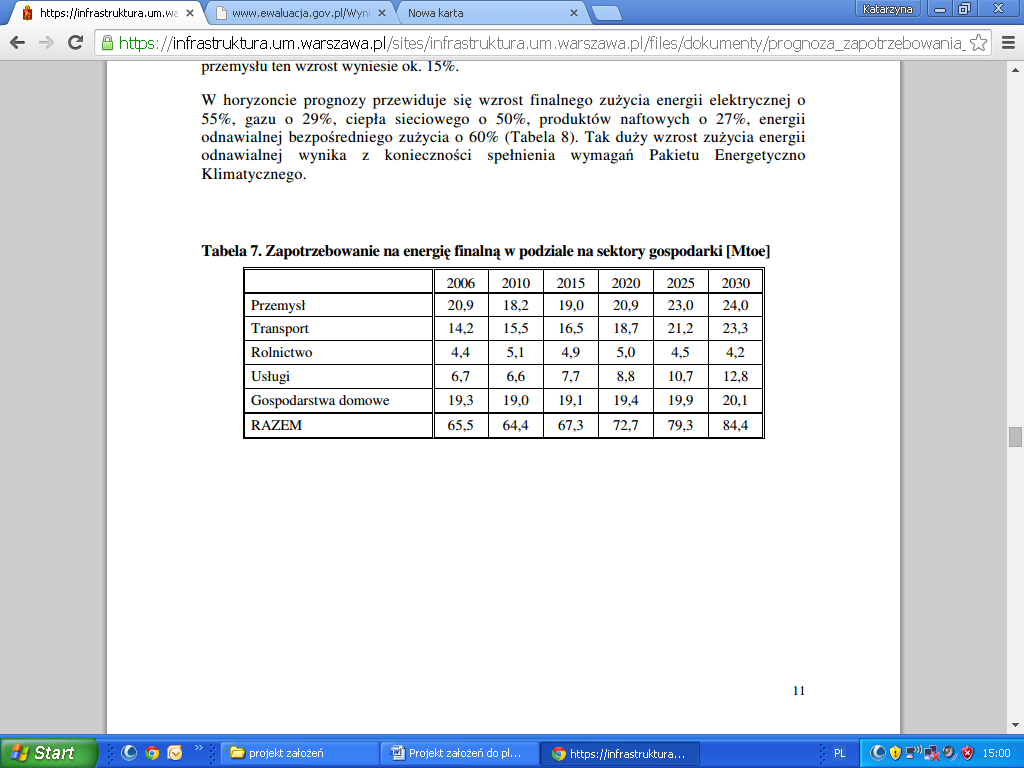 https://infrastruktura.um.wa
www.ewaluacja.gov.pl/Wyni
Nowa karta
Katarzyna
https://infrastruktura.um.warszawa.pl/sites/infrastruktura.um.warszawa.pl/files/dokumenty/prognoza_zapotrzebowania_
przemysłu ten wzrost wyniesie ok. 15%.
W horyzoncie prognozy przewiduje się wzrost finalnego zużycia energii elektrycznej o
55%, gazu o 29%, ciepła sieciowego o 50%, produktów naftowych o 27%, energii
odnawialnej bezpośredniego zużycia o 60% (Tabela 8). Tak duży wzrost zużycia energii
odnawialnej wynika z konieczności spełnienia wymagań Pakietu Energetyczno
Klimatycznego.
Tabela 7. Zapotrzebowanie na energię finalną w podziale na sektory gospodarki [Mtoe]
2006 2010 2015 2020 2025 2030
Przemysł 20,9 18,2 19,0 20,9 23,0 24,0
Transport 14,2 15,5 16,5 18,7 21,2 23,3
Rolnictwo 4,4 5,1 4,9 5,0 4,5 4,2
Usługi 6,7 6,6 7,7 8,8 10,7 12,8
Gospodarstwa domowe 19,3 19,0 19,1 19,4 19,9 20,1
RAZEM 65,5 64,4 67,3 72,7 79,3 84,4
11
Start
projekt założeń
Projekt założeń do pl...
https://infrastruktura...
PL
15:00